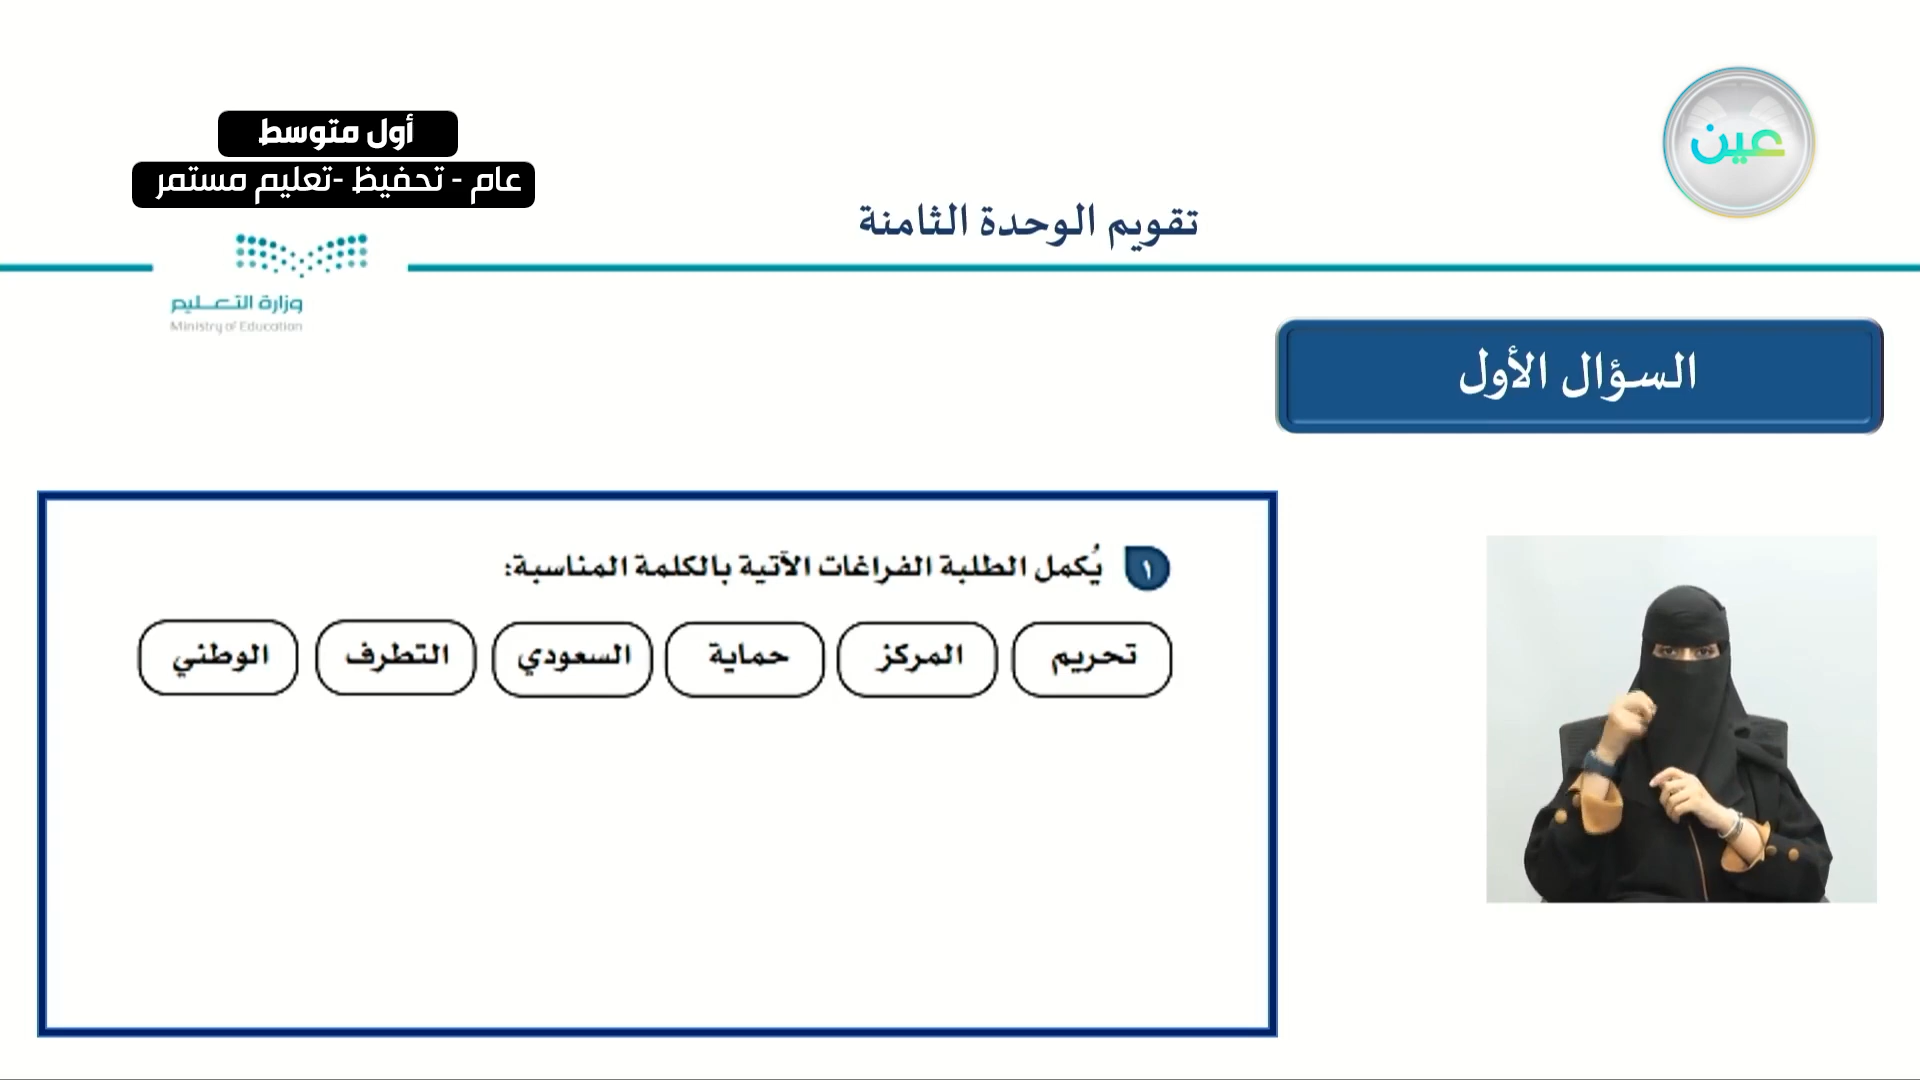 عين
أول متوسط
عام - تحفيظ -تعليم مستمر
تقويم الوحدة الثامنة
وزارة التعـــليم
Ministry of Education
السؤال الأول
١ يُكمل الطلبة الفراغات الآتية بالكلمة المناسبة:
تحريم المركز حماية السعودي التطرف الوطني